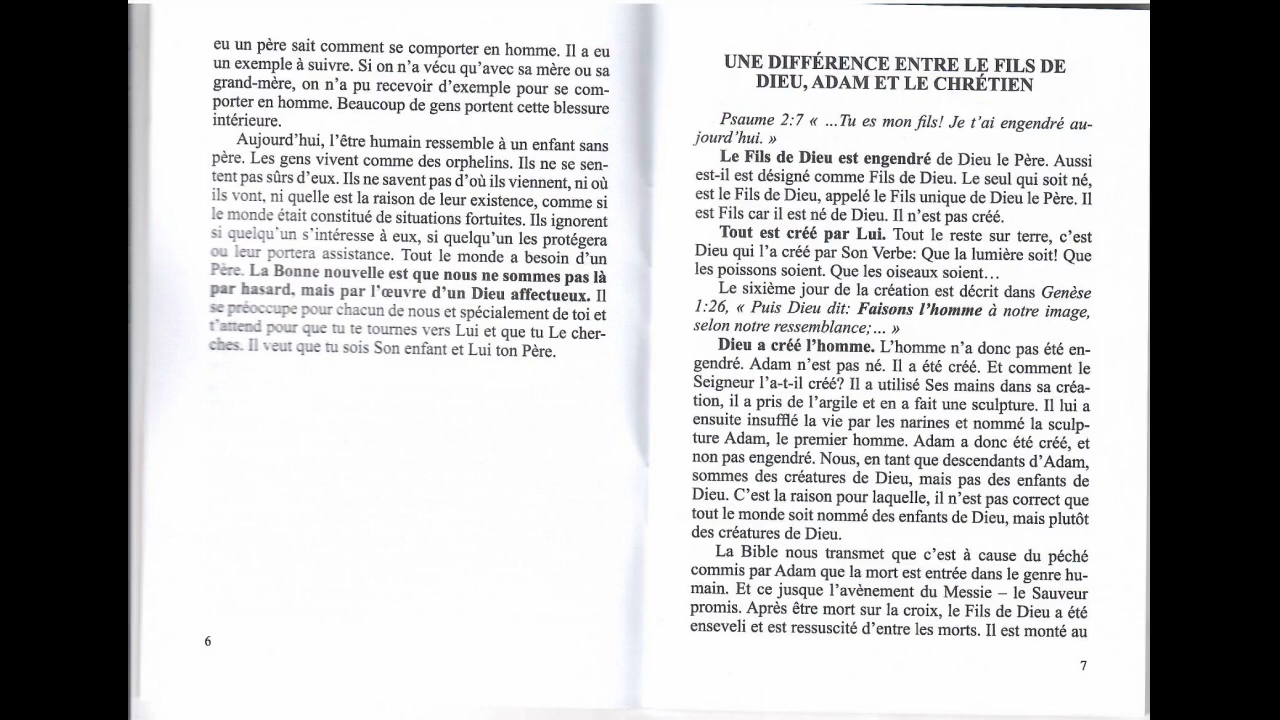 eu un père sait comment se comporter en homme. Il a eu
un exemple à suivre. Si on n'a vécu qu'avec sa mère ou sa
grand-mère, on n'a pu recevoir d'exemple pour se com-
porter en homme. Beaucoup de gens portent cette blessure
intérieure.
Aujourd'hui, l'être humain ressemble à un enfant sans
père. Les gens vivent comme des orphelins. Ils ne se sen-
tent pas sûrs d'eux. Ils ne savent pas d'où ils viennent, ni où
ils vont, ni quelle est la raison de leur existence, comme si
le monde était constitué de situations fortuites. Ils ignorent
si quelqu'un s'intéresse à eux, si quelqu'un les protégera
ou leur portera assistance. Tout le monde a besoin d'un
Père. La Bonne nouvelle est que nous ne sommes pas là
par hasard, mais par l'œuvre d'un Dieu affectueux. Il
se préoccupe pour chacun de nous et spécialement de toi et
t'attend pour que tu te tournes vers Lui et que tu Le cher-
ches. Il veut que tu sois Son enfant et Lui ton Père.
6
UNE DIFFÉRENCE ENTRE LE FILS DE
DIEU, ADAM ET LE CHRÉTIEN
Psaume 2:7 « ...Tu es mon fils! Je t'ai engendré au-
jourd'hui. »
Le Fils de Dieu est engendré de Dieu le Père. Aussi
est-il est désigné comme Fils de Dieu. Le seul qui soit né,
est le Fils de Dieu, appelé le Fils unique de Dieu le Père. Il
est Fils car il est né de Dieu. Il n'est pas créé.
Tout est créé par Lui. Tout le reste sur terre, c'est
Dieu qui l'a créé par Son Verbe: Que la lumière soit! Que
les poissons soient. Que les oiseaux soient…
Le sixième jour de la création est décrit dans Genèse
1:26, « Puis Dieu dit: Faisons l'homme à notre image,
selon notre ressemblance;... »
Dieu a créé l'homme. L'homme n'a donc pas été en-
gendré. Adam n'est pas né. Il a été créé. Et comment le
Seigneur l'a-t-il créé? Il a utilisé Ses mains dans sa créa-
tion, il a pris de l'argile et en a fait une sculpture. Il lui a
ensuite insufflé la vie par les narines et nommé la sculp-
ture Adam, le premier homme. Adam a donc été créé, et
non pas engendré. Nous, en tant que descendants d'Adam,
sommes des créatures de Dieu, mais pas des enfants de
Dieu. C'est la raison pour laquelle, il n'est pas correct que
tout le monde soit nommé des enfants de Dieu, mais plutôt
des créatures de Dieu.
La Bible nous transmet que c'est à cause du péché
commis par Adam que la mort est entrée dans le genre hu-
main. Et ce jusque l'avènement du Messie – le Sauveur
promis. Après être mort sur la croix, le Fils de Dieu a été
enseveli et est ressuscité d'entre les morts. Il est monté au
7